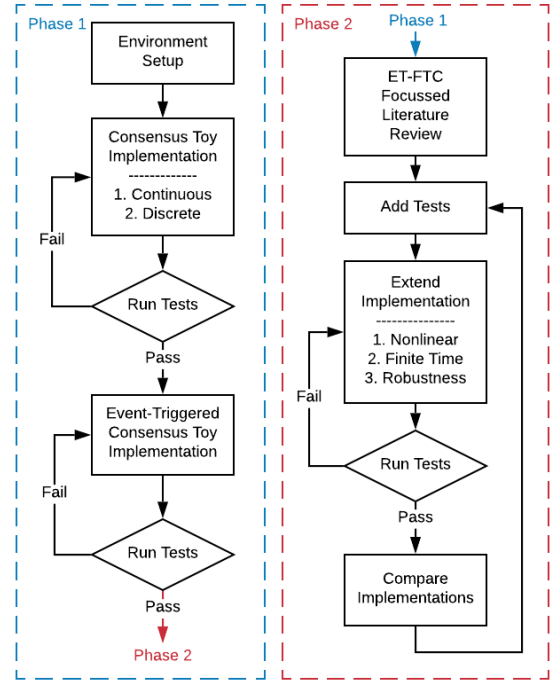 Phase 1
Environment
Setup
Consensus Toy
Implementation
-------------
1. Continuous
2. Discrete
Fail
Run Tests
Pass
Event-Triggered
Consensus Toy
Implementation
Fail
Run Tests
Pass
Phase 2
Phase 2
Phase 1
ET-FTC
Focussed
Literature
Review
Add Tests
Extend
Implementation
---------------
1. Nonlinear
2. Finite Time
3. Robustness
Fail
Run Tests
Pass
Compare
Implementations